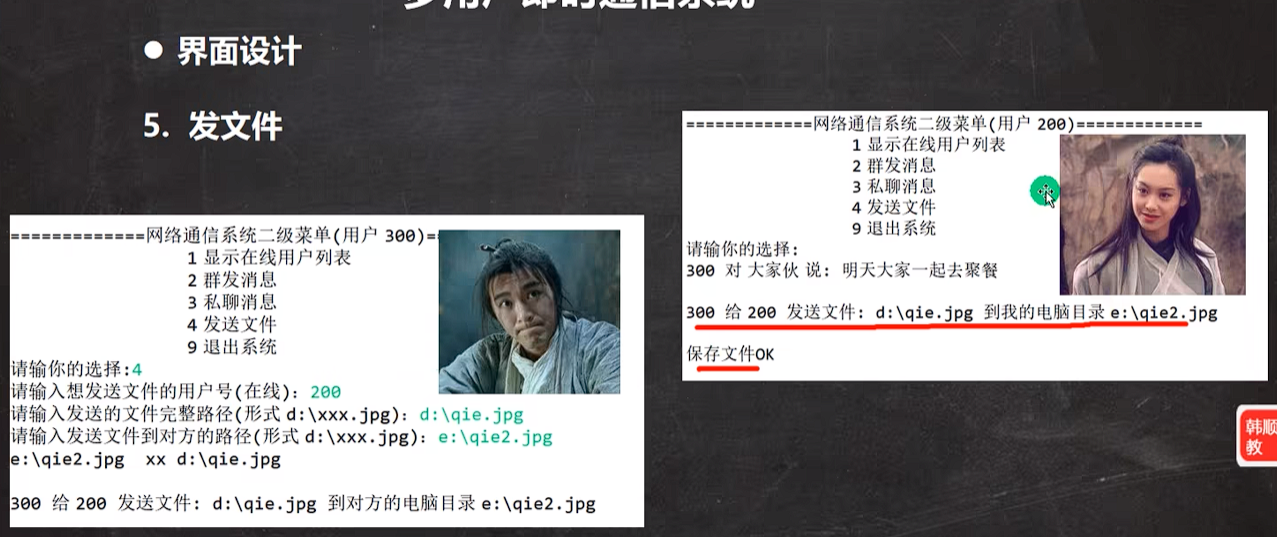 多用户即时通信系统
● 界面设计
5. 发文件
=============网络通信系统二级菜单(用户 300)=
1 显示在线用户列表
2 群发消息
3 私聊消息
4 发送文件
9 退出系统
请输你的选择:4
请输入想发送文件的用户号(在线): 200
请输入发送的文件完整路径(形式 d:\xxx.jpg): d:\qie.jpg
请输入发送文件到对方的路径(形式 d:\xxx.jpg): e:\qie2.jpg
e:\qie2.jpg xx d:\qie.jpg
300 给 200 发送文件: d:\qie.jpg 到对方的电脑目录 e:\qie2.jpg
=============网络通信系统二级菜单(用户 200)=============
1 显示在线用户列表
2 群发消息
3 私聊消息
4 发送文件
9 退出系统
请输你的选择:
300 对 大家伙 说: 明天大家一起去聚餐
300 给 200 发送文件: d:\qie.jpg 到我的电脑目录 e:\qie2.jpg
保存文件OK
韩顺
教